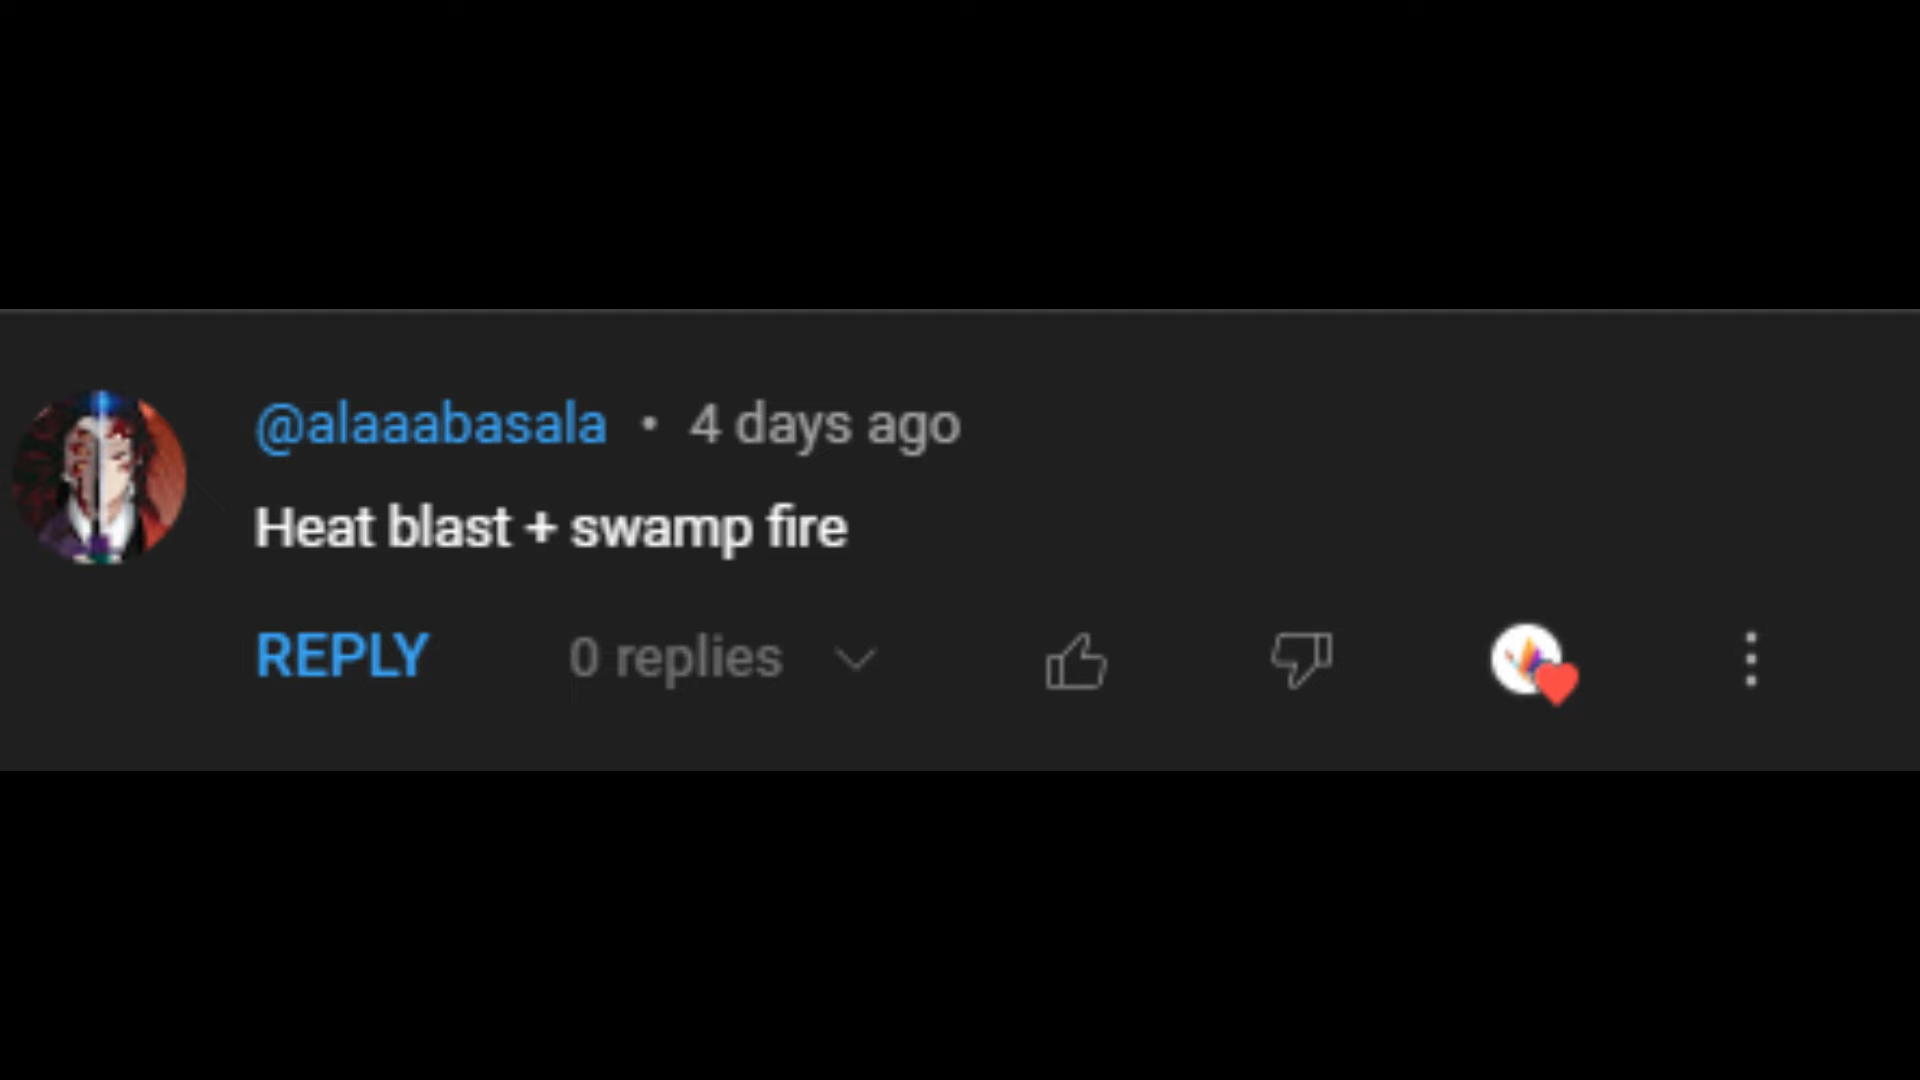 @alaaabasala • 4 days ago
Heat blast + swamp fire
REPLY 0 replies